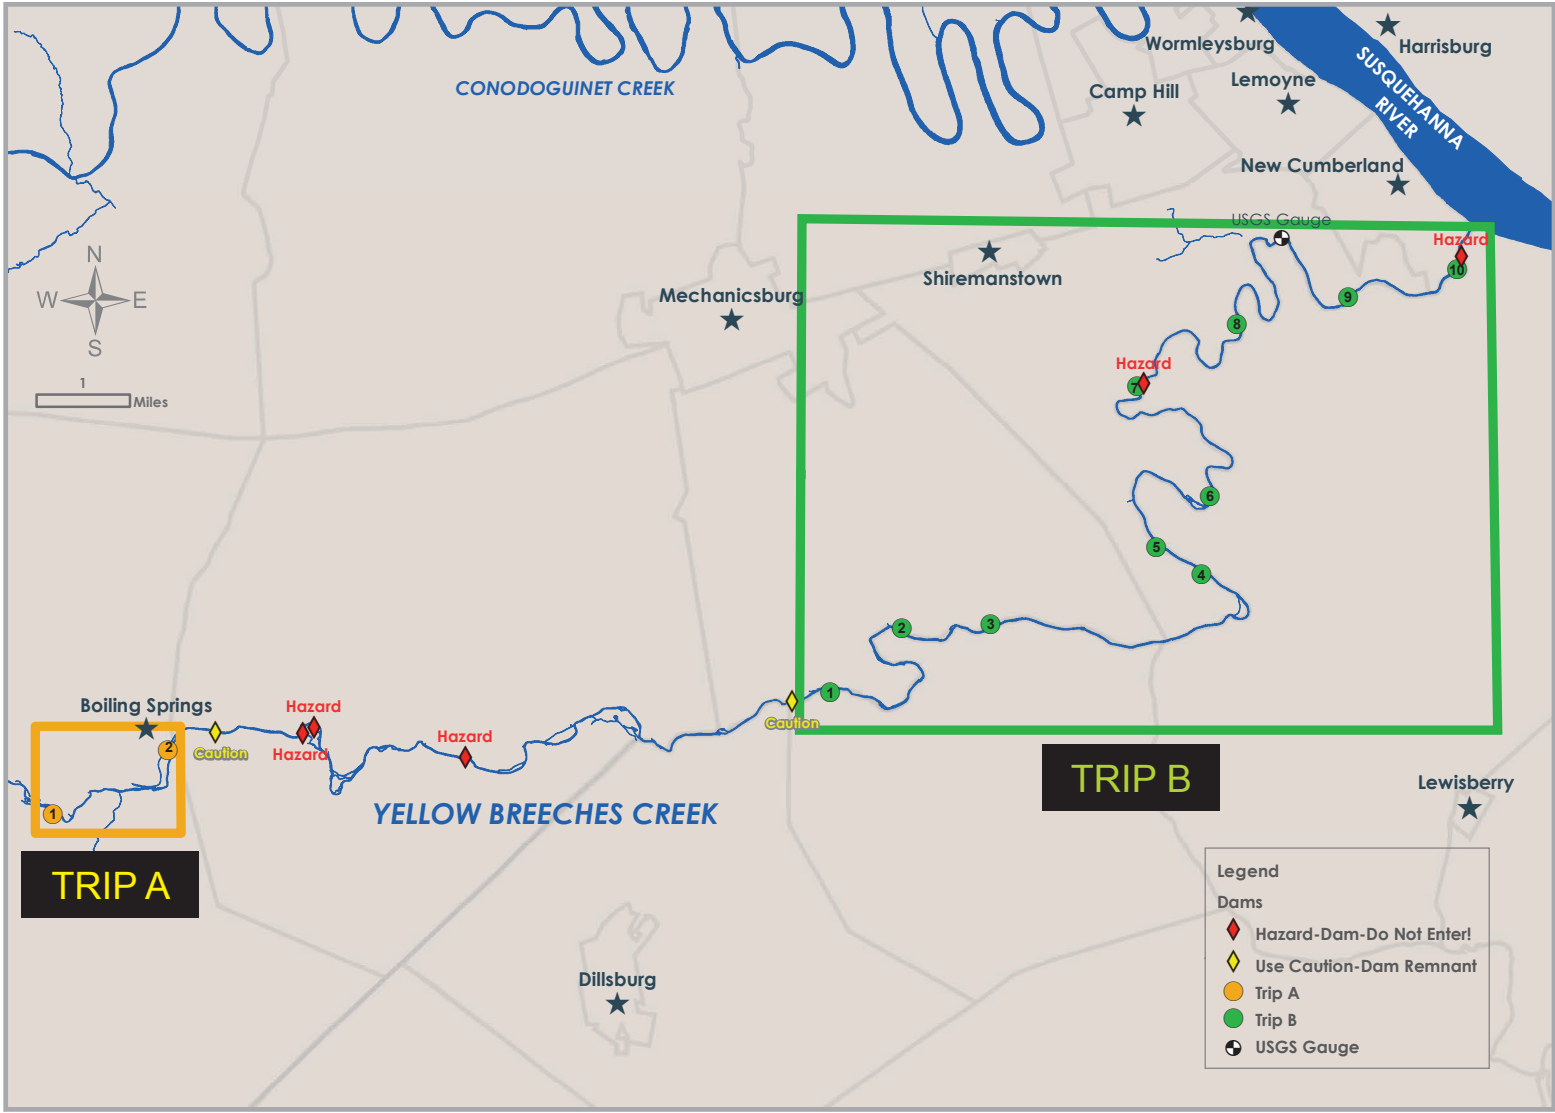 Wormleysburg
Harrisburg
SUSQUEHANNA
RIVER
CONODOGUINET CREEK
Camp Hill
Lemoyne
New Cumberland
USGS Gauge
Hazard
10
Shiremanstown
N
W
E
S
Mechanicsburg
9
8
1
Miles
Hazard
7
6
5
4
2
3
1
Caution
Boiling Springs
Hazard
2
Caution
Hazard
Hazard
1
YELLOW BREECHES CREEK
TRIP B
Lewisberry
TRIP A
Dillsburg
Legend
Dams
Hazard-Dam-Do Not Enter!
Use Caution-Dam Remnant
Trip A
Trip B
USGS Gauge